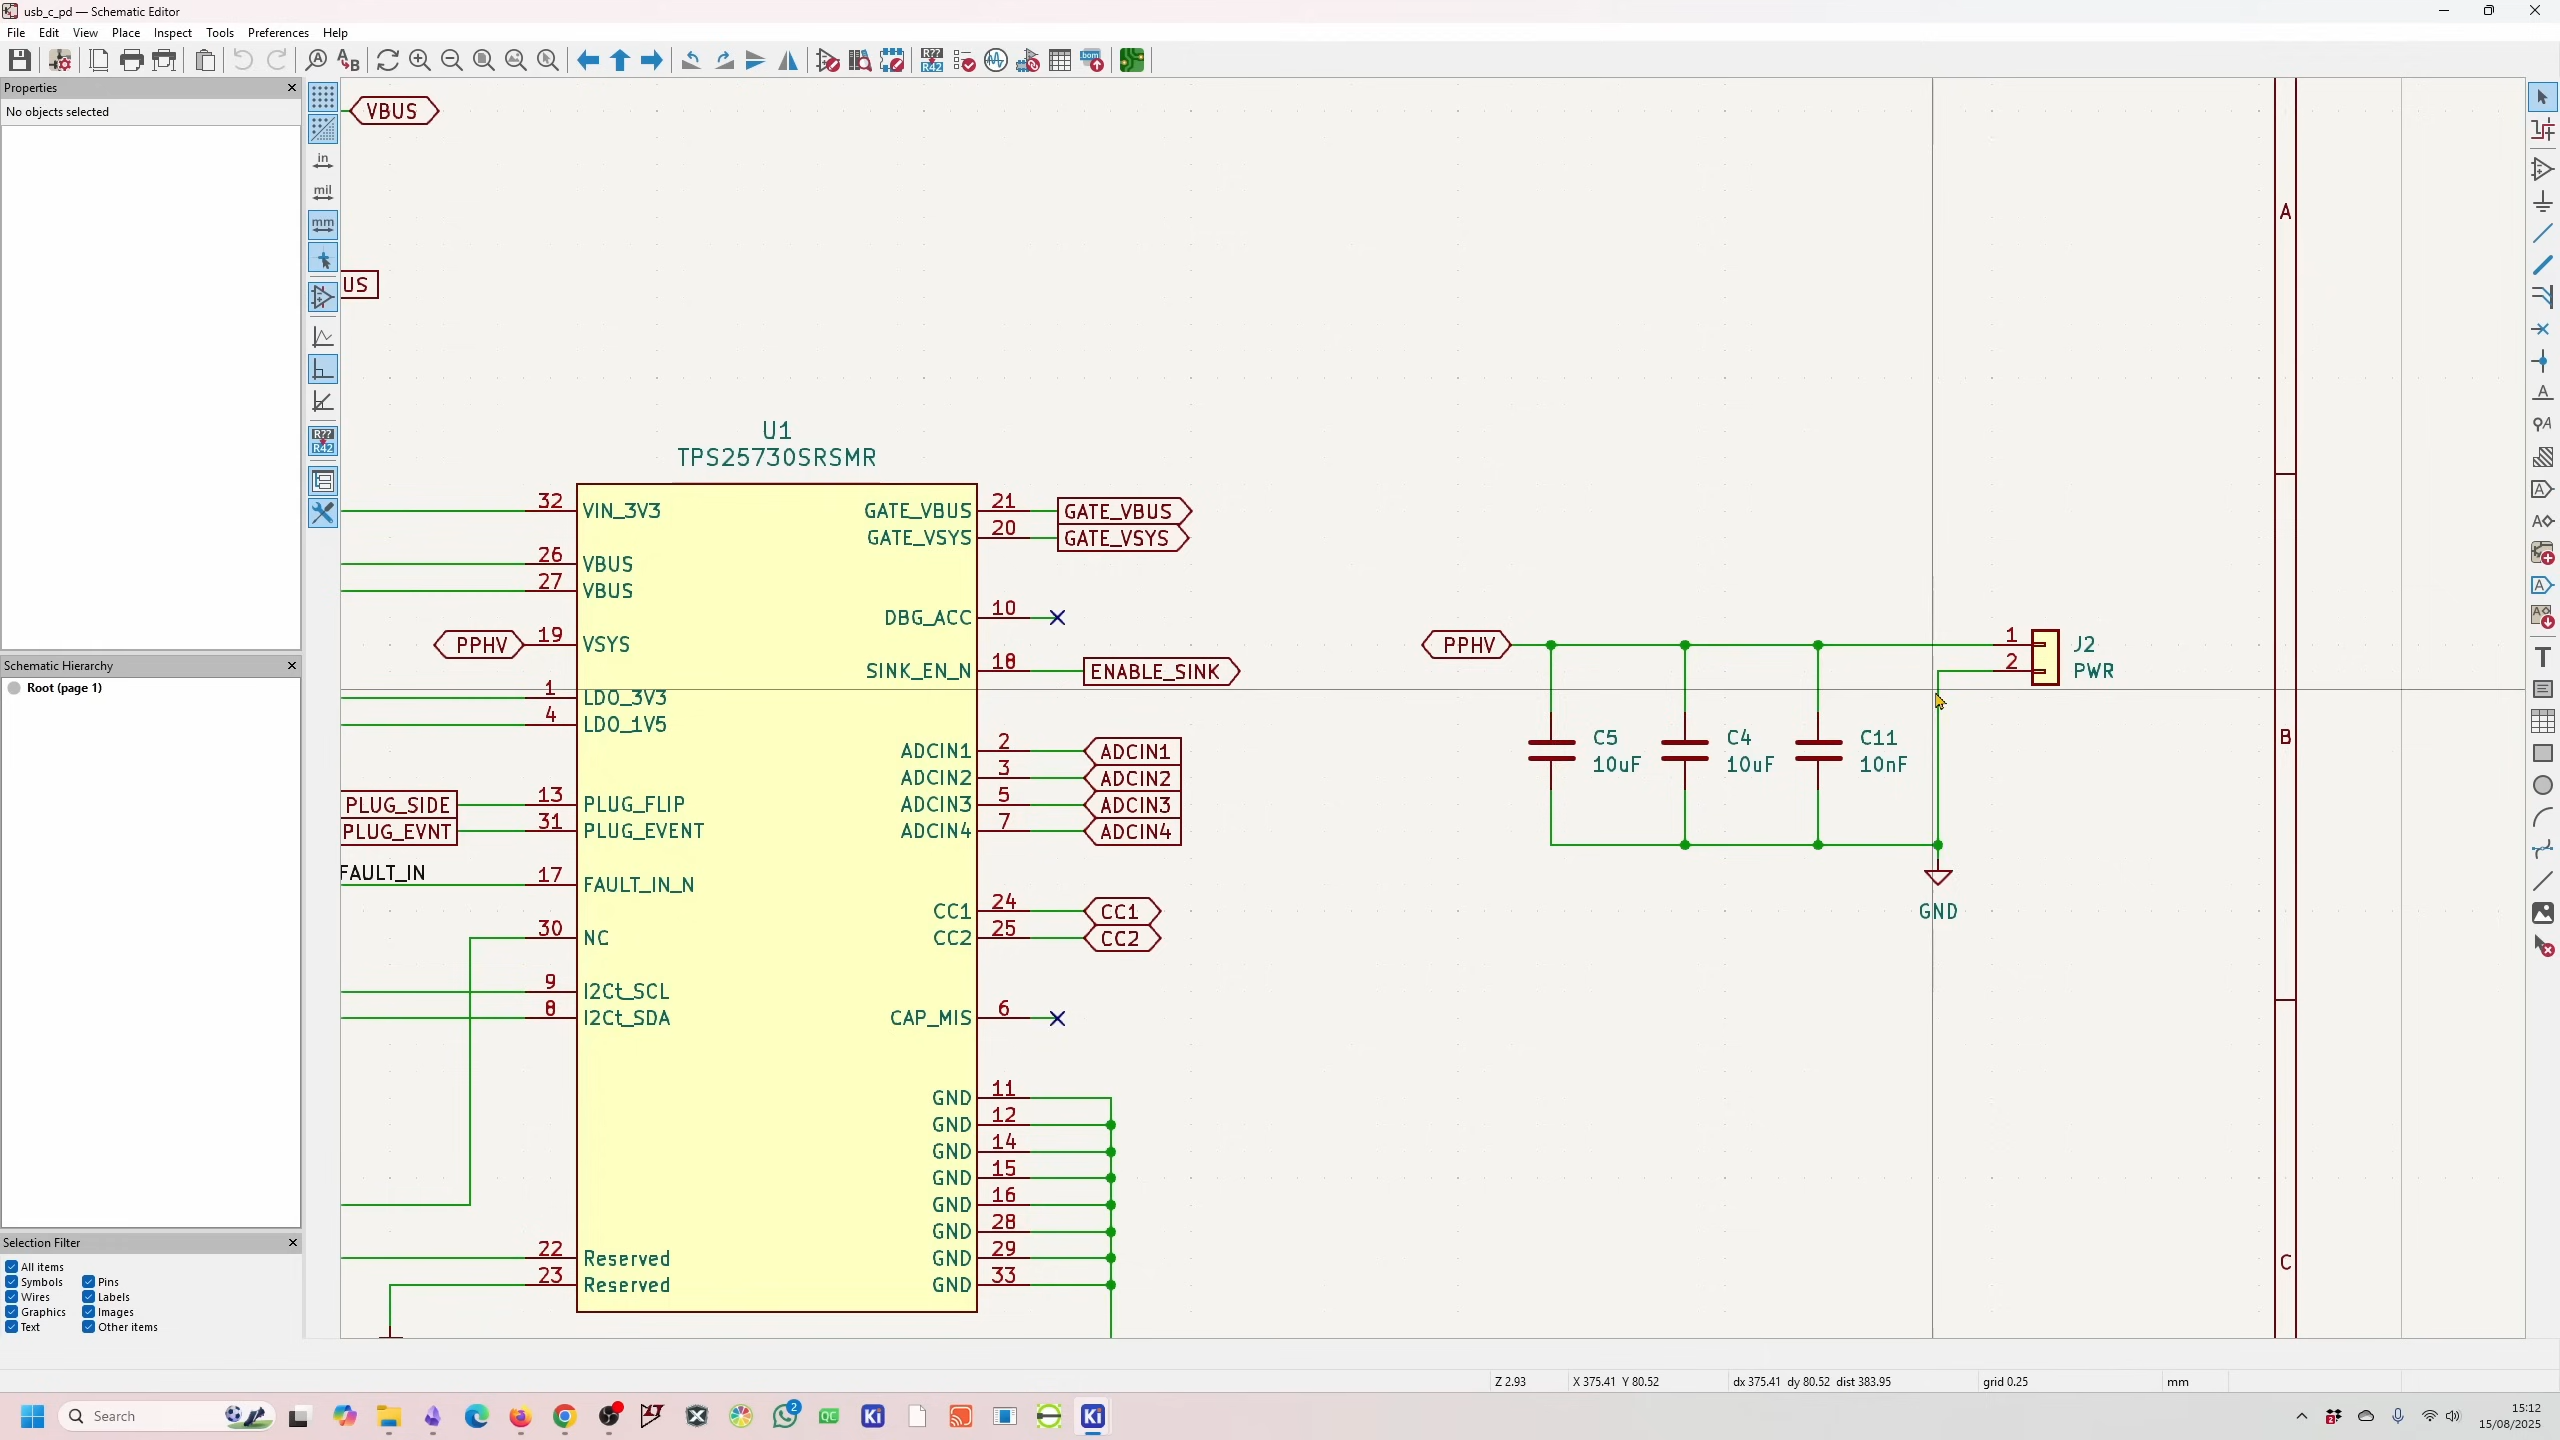 usb_c_pd — Schematic Editor
File Edit View Place Inspect Tools Preferences Help
Properties
No objects selected
in
mil
mm
R??
R42
Schematic Hierarchy
Root (page 1)
Selection Filter
All items
Symbols Pins
Wires Labels
Graphics Images
Text Other items
VBUS
US
U1
TPS25730SRSMR
32 VIN_3V3
26 VBUS
27 VBUS
PPHV 19 VSYS
1 LDO_3V3
4 LDO_1V5
PLUG_SIDE 13 PLUG_FLIP
PLUG_EVNT 31 PLUG_EVENT
FAULT_IN 17 FAULT_IN_N
30 NC
9 I2Ct_SCL
8 I2Ct_SDA
22 Reserved
23 Reserved
GATE_VBUS 21 GATE_VBUS
GATE_VSYS 20 GATE_VSYS
DBG_ACC 10
SINK_EN_N 18 ENABLE_SINK
ADCIN1 2 ADCIN1
ADCIN2 3 ADCIN2
ADCIN3 5 ADCIN3
ADCIN4 7 ADCIN4
CC1 24 CC1
CC2 25 CC2
CAP_MIS 6
GND 11
GND 12
GND 14
GND 15
GND 16
GND 28
GND 29
GND 33
PPHV
1 J2
2 PWR
C5 C4 C11
10uF 10uF 10nF
GND
A
B
C
Z 2.93 X 375.41 Y 80.52 dx 375.41 dy 80.52 dist 383.95 grid 0.25 mm
Search
15:12
15/08/2025